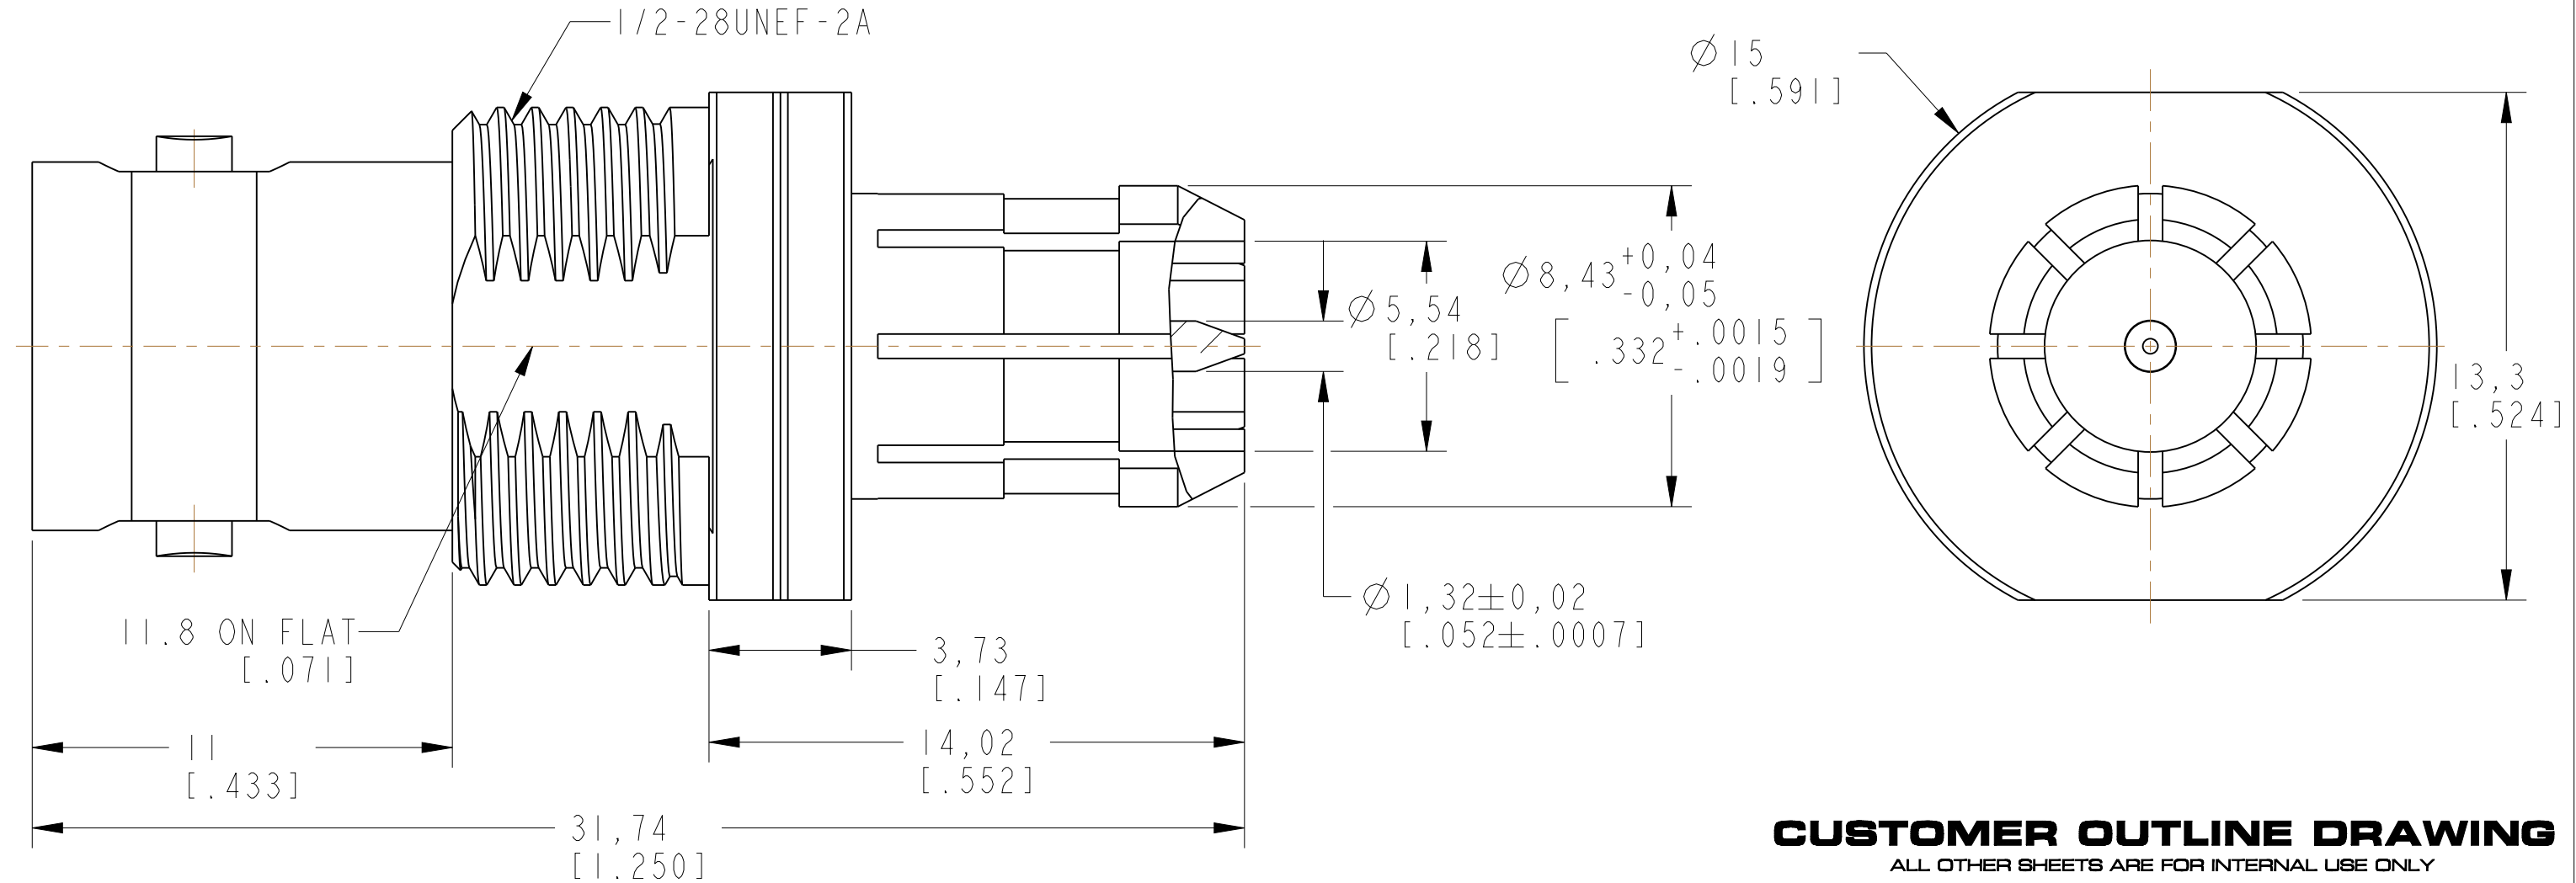 1/2-28UNEF-2A
Ø15
[.591]
Ø8,43+0,04
-0,05
[.332+.0015
-.0019]
Ø5,54
[.218]
13,3
[.524]
Ø1,32±0,02
[.052±.0007]
11.8 ON FLAT
[.071]
3,73
[.147]
11
[.433]
14,02
[.552]
31,74
[1.250]
CUSTOMER OUTLINE DRAWING
ALL OTHER SHEETS ARE FOR INTERNAL USE ONLY